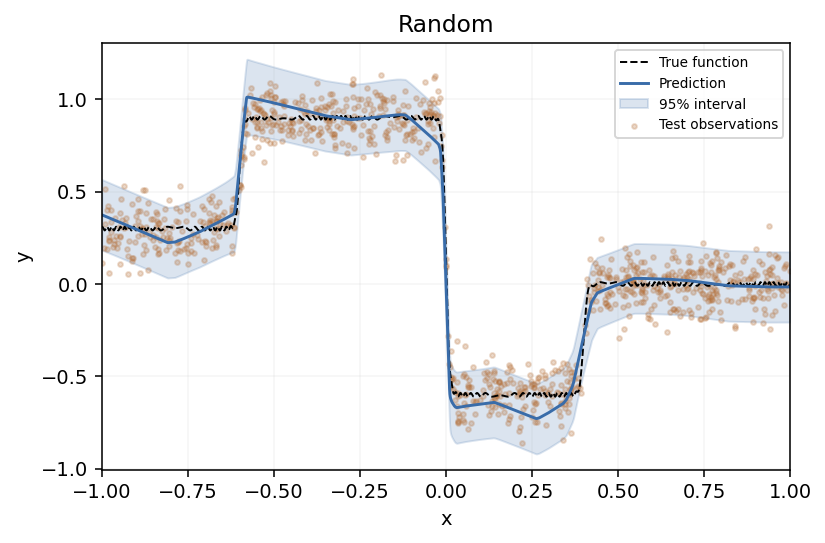 Random
True function
Prediction
95% interval
Test observations
y
1.0
0.5
0.0
−0.5
−1.0
−1.00 −0.75 −0.50 −0.25 0.00 0.25 0.50 0.75 1.00
x